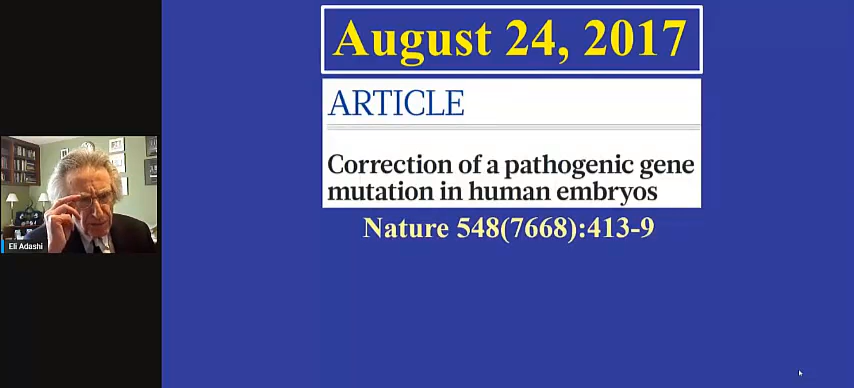 August 24, 2017
ARTICLE
Correction of a pathogenic gene
mutation in human embryos
Nature 548(7668):413-9
Eli Adashi